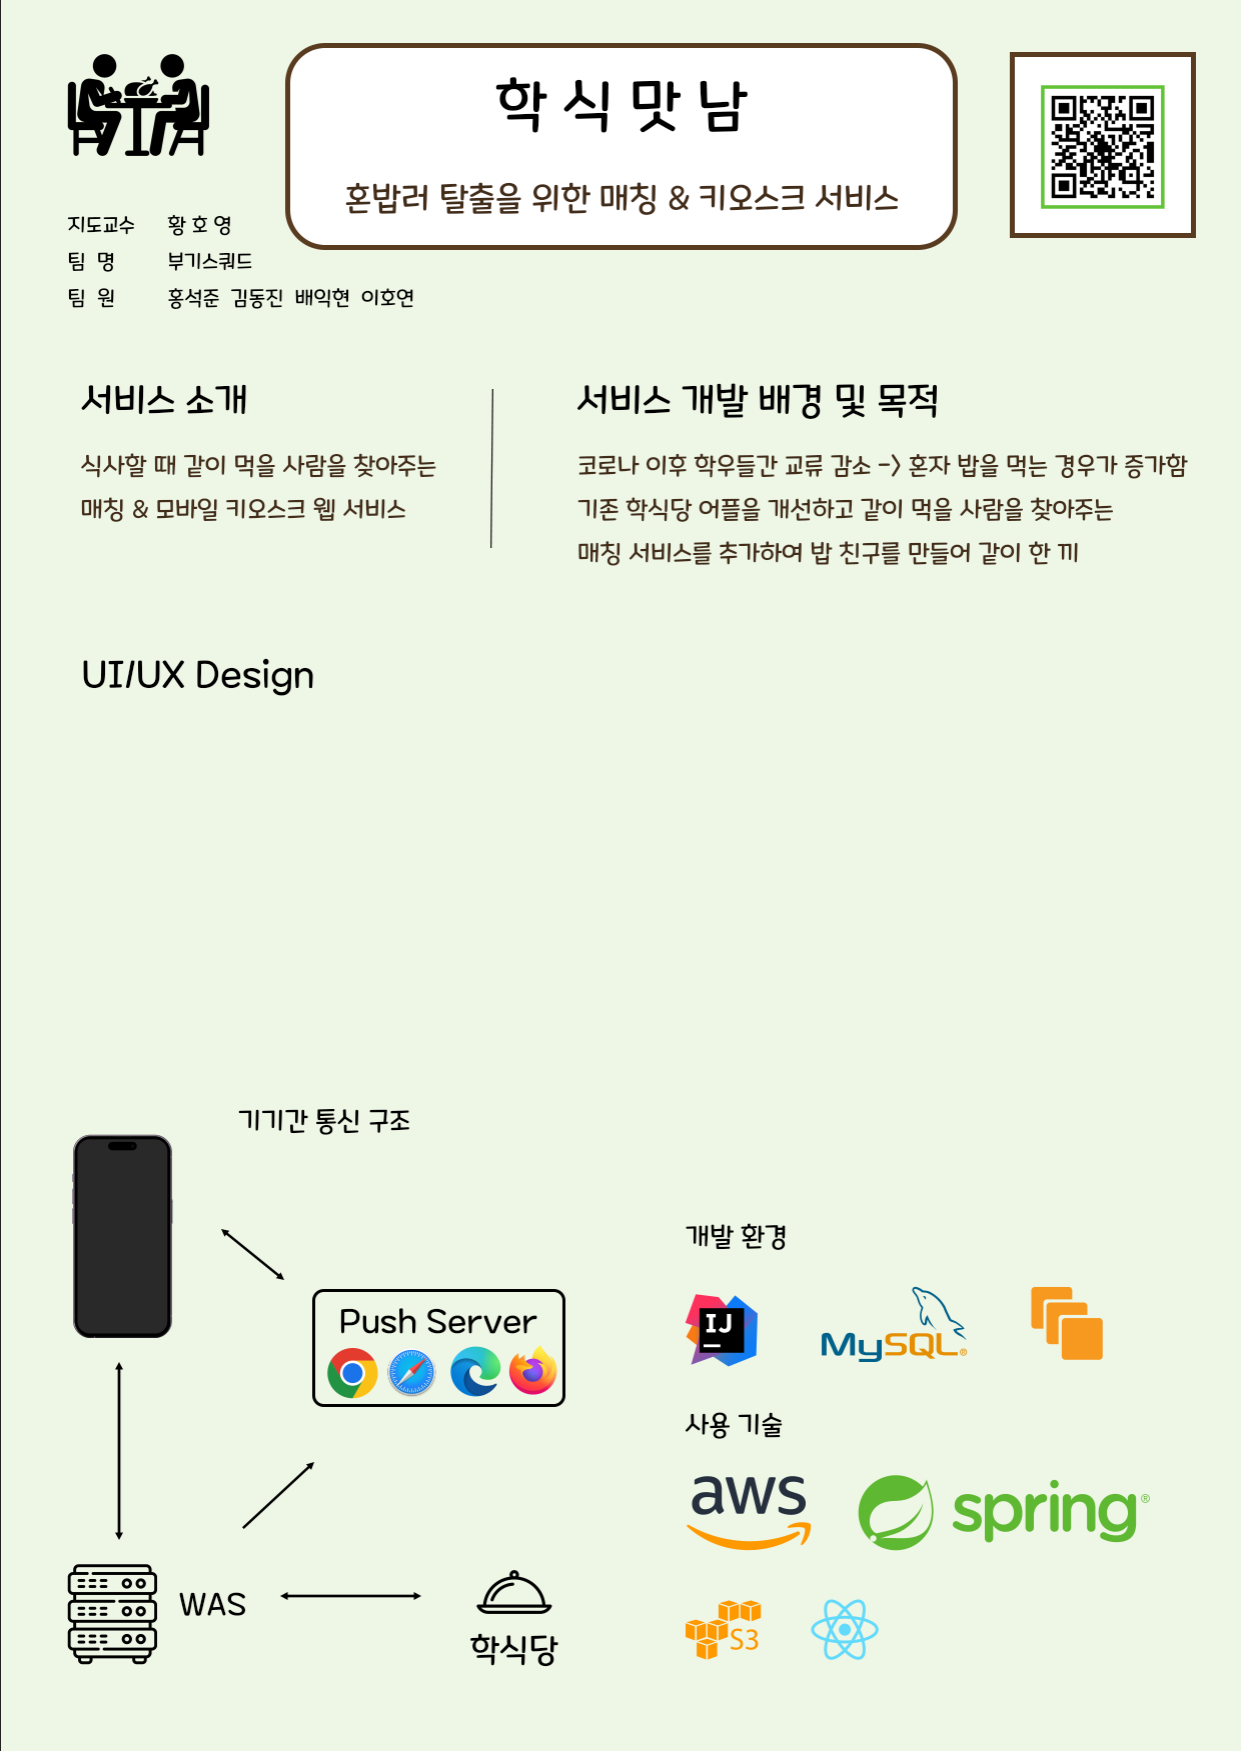 학식맛남
혼밥러 탈출을 위한 매칭 & 키오스크 서비스
지도교수 황호영
팀 명 부기스쿼드
팀 원 홍석준 김동진 배익현 이호연
서비스 소개
식사할 때 같이 먹을 사람을 찾아주는
매칭 & 모바일 키오스크 웹 서비스
서비스 개발 배경 및 목적
코로나 이후 학우들간 교류 감소 -> 혼자 밥을 먹는 경우가 증가함
기존 학식당 어플을 개선하고 같이 먹을 사람을 찾아주는
매칭 서비스를 추가하여 밥 친구를 만들어 같이 한 끼
UI/UX Design
기기간 통신 구조
Push Server
WAS
학식당
개발 환경
IJ
MySQL®
사용 기술
aws
spring®
S3